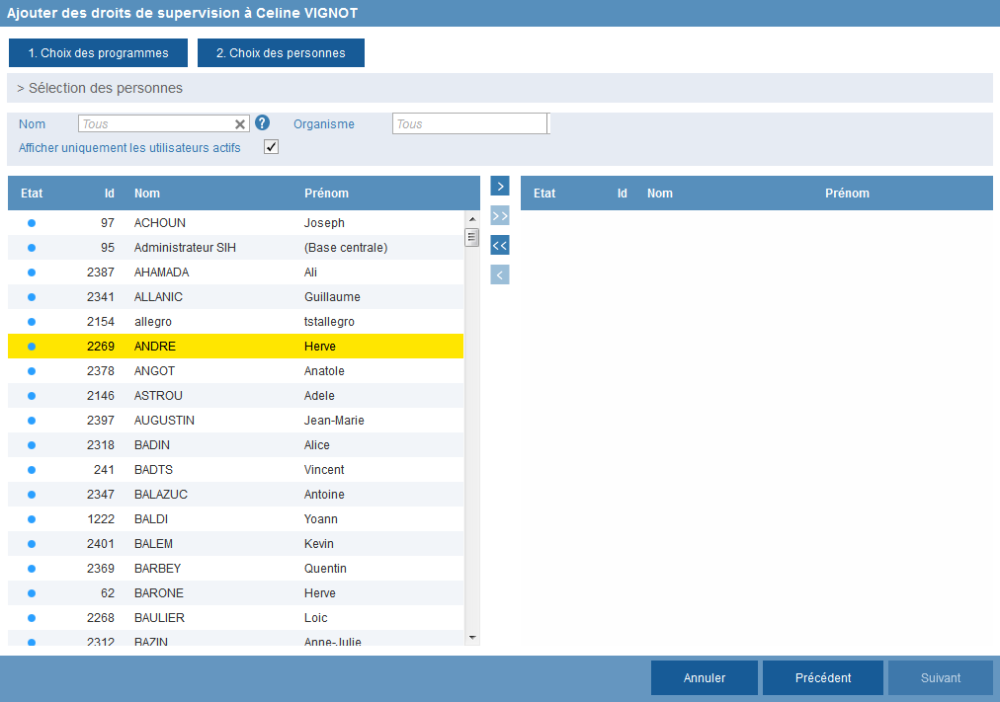 Ajouter des droits de supervision à Celine VIGNOT
1. Choix des programmes 2. Choix des personnes
> Sélection des personnes
Nom Tous ? Organisme Tous
Afficher uniquement les utilisateurs actifs
Etat Id Nom Prénom > Etat Id Nom Prénom
97 ACHOUN Joseph >>
95 Administrateur SIH (Base centrale) <<
2387 AHAMADA Ali <
2341 ALLANIC Guillaume
2154 allegro tstallegro
2269 ANDRE Herve
2378 ANGOT Anatole
2146 ASTROU Adele
2397 AUGUSTIN Jean-Marie
2318 BADIN Alice
241 BADTS Vincent
2347 BALAZUC Antoine
1222 BALDI Yoann
2401 BALEM Kevin
2369 BARBEY Quentin
62 BARONE Herve
2268 BAULIER Loic
2312 BAZIN Anne-Julie
Annuler Précédent Suivant